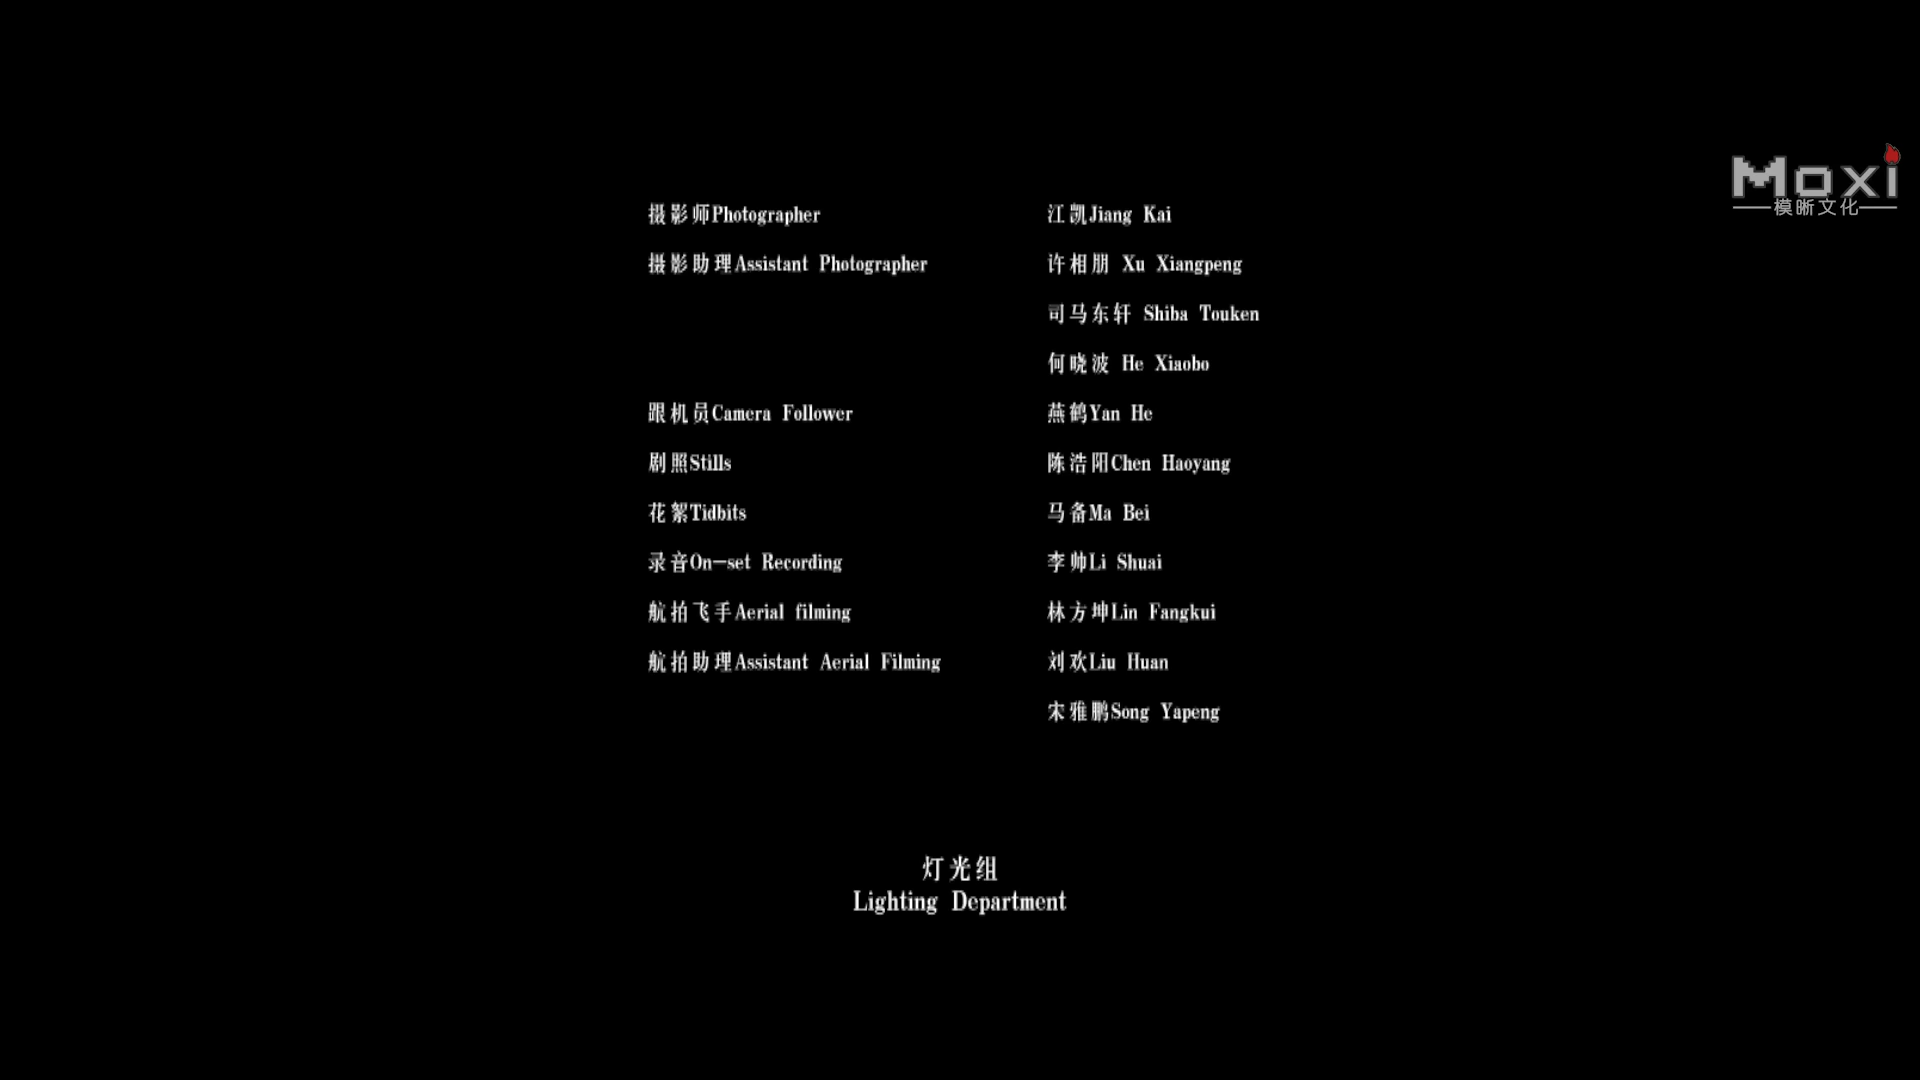 Moxi
模晰文化
摄影师Photographer 江凯Jiang Kai
摄影助理Assistant Photographer 许相朋 Xu Xiangpeng
司马东轩 Shiba Touken
何晓波 He Xiaobo
跟机员Camera Follower 燕鹤Yan He
剧照Stills 陈浩阳Chen Haoyang
花絮Tidbits 马备Ma Bei
录音On-set Recording 李帅Li Shuai
航拍飞手Aerial filming 林方坤Lin Fangkui
航拍助理Assistant Aerial Filming 刘欢Liu Huan
宋雅鹏Song Yapeng
灯光组
Lighting Department